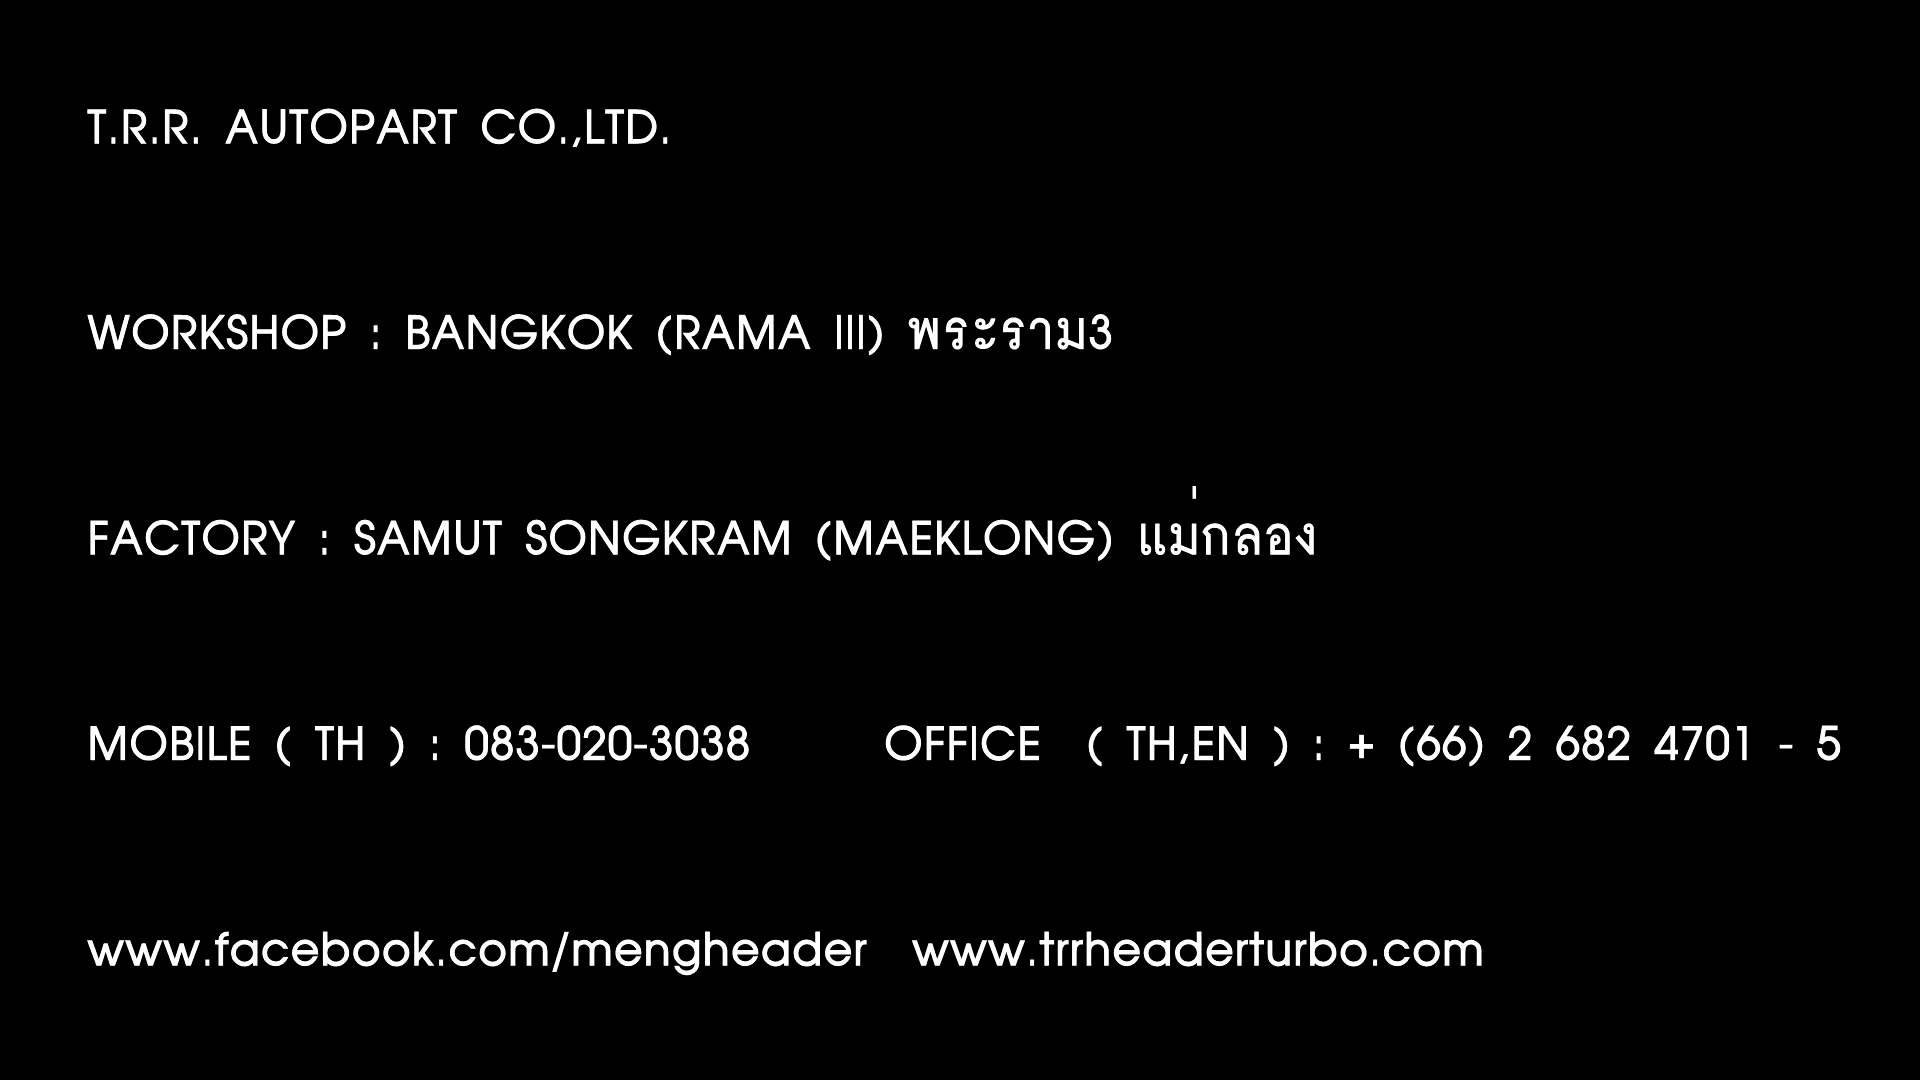 T.R.R. AUTOPART CO.,LTD.
WORKSHOP : BANGKOK (RAMA III) พระราม3
FACTORY : SAMUT SONGKRAM (MAEKLONG) แม่กลอง
MOBILE ( TH ) : 083-020-3038 OFFICE ( TH,EN ) : + (66) 2 682 4701 - 5
www.facebook.com/mengheader www.trrheaderturbo.com